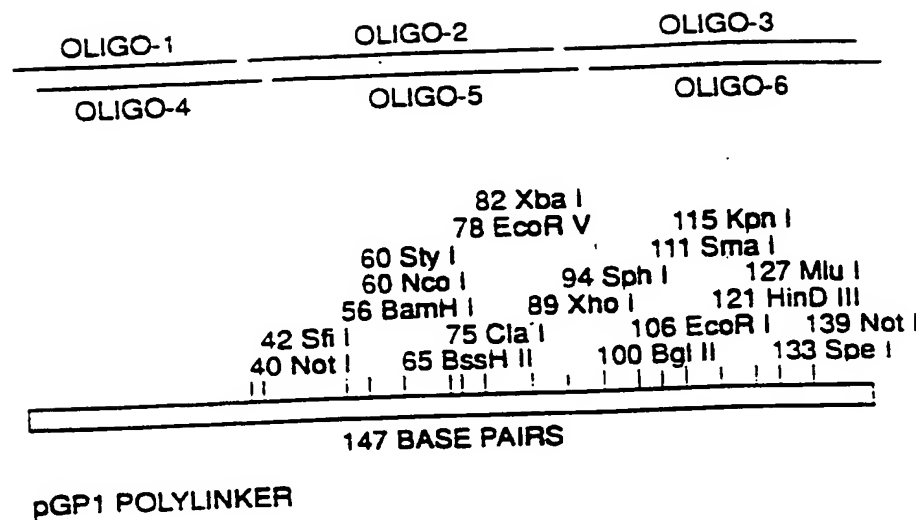 OLIGO-1 OLIGO-2 OLIGO-3
OLIGO-4 OLIGO-5 OLIGO-6
82 Xba I
78 EcoR V 115 Kpn I
60 Sty I 111 Sma I
60 Nco I 94 Sph I 127 Mlu I
56 BamH I 89 Xho I 121 HinD III
42 Sfi I 75 Cla I 106 EcoR I 139 Not I
40 Not I 65 BssH II 100 Bgl II 133 Spe I
147 BASE PAIRS
pGP1 POLYLINKER